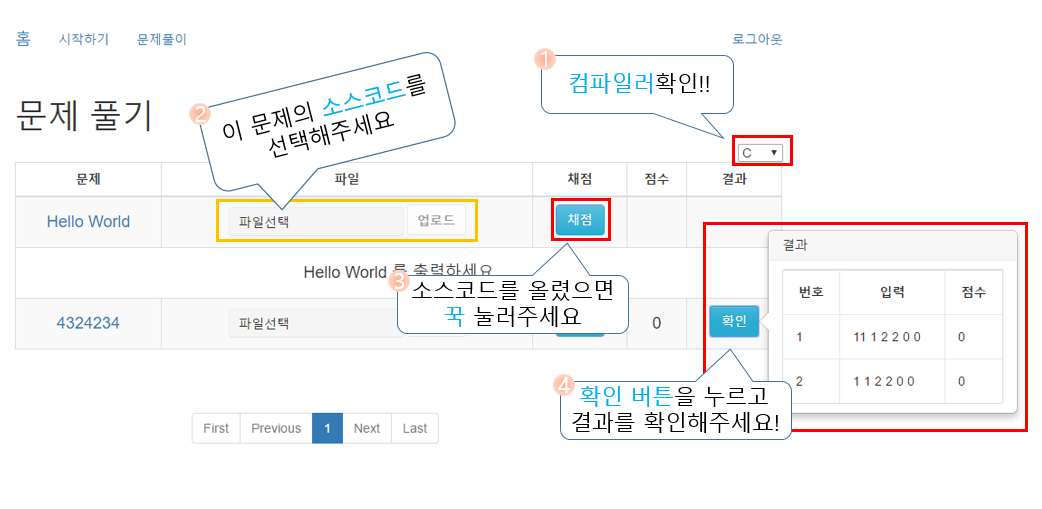 홈 시작하기 문제풀이 로그아웃
1
컴파일러확인!!
문제 풀기
2
이 문제의 소스코드를
선택해주세요
C
문제 파일 채점 점수 결과
Hello World 파일선택 업로드 채점
Hello World 를 출력하세요
3
소스코드를 올렸으면
꾹 눌러주세요
4324234 파일선택 0 확인
결과
번호 입력 점수
1 11 1 2 2 0 0 0
2 1 1 2 2 0 0 0
4
확인 버튼을 누르고
결과를 확인해주세요!
First Previous 1 Next Last